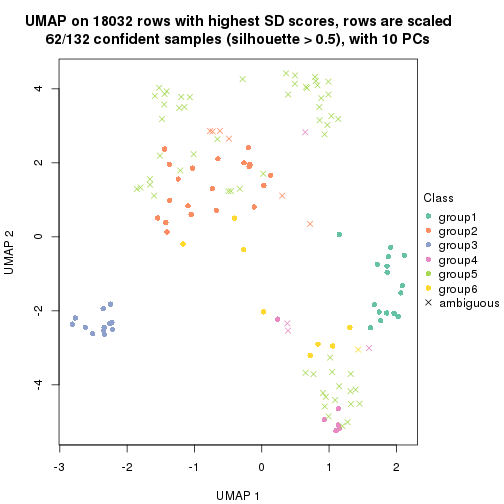 UMAP on 18032 rows with highest SD scores, rows are scaled
62/132 confident samples (silhouette > 0.5), with 10 PCs
4
2
0
-2
-4
UMAP 2
-3
-2
-1
0
1
2
UMAP 1
Class
group1
group2
group3
group4
group5
group6
ambiguous